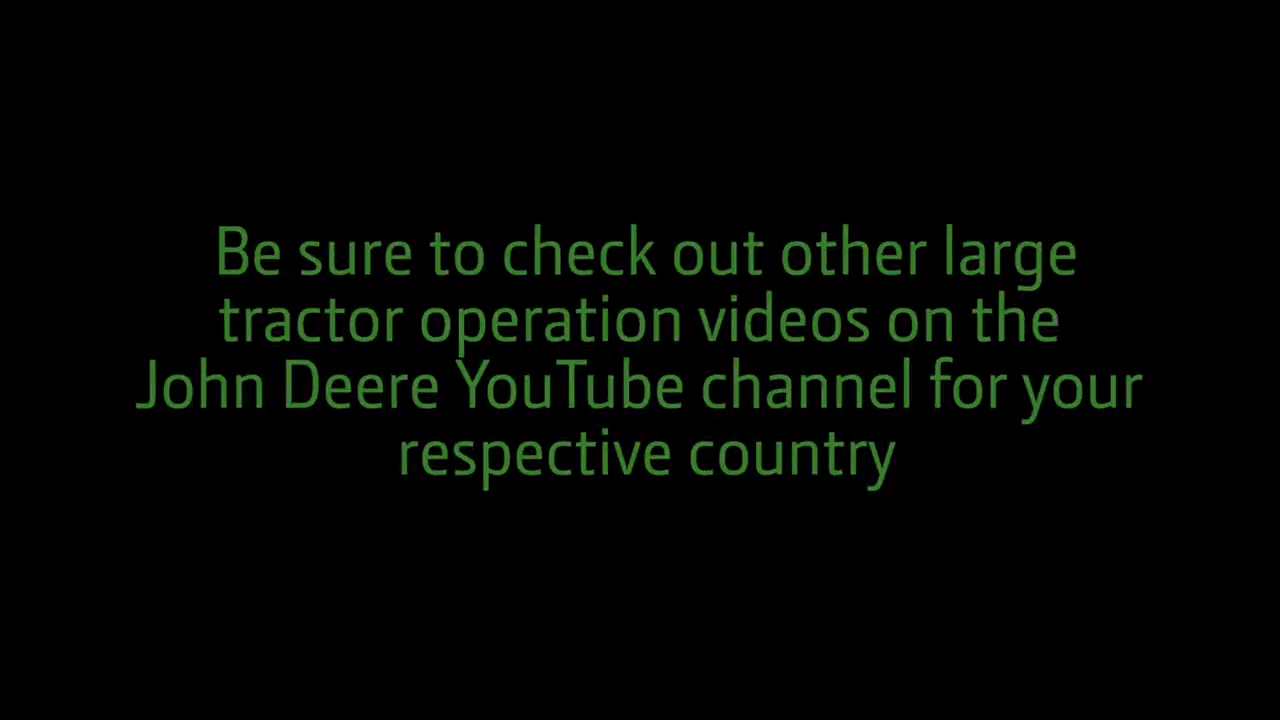 Be sure to check out other large
tractor operation videos on the
John Deere YouTube channel for your
respective country